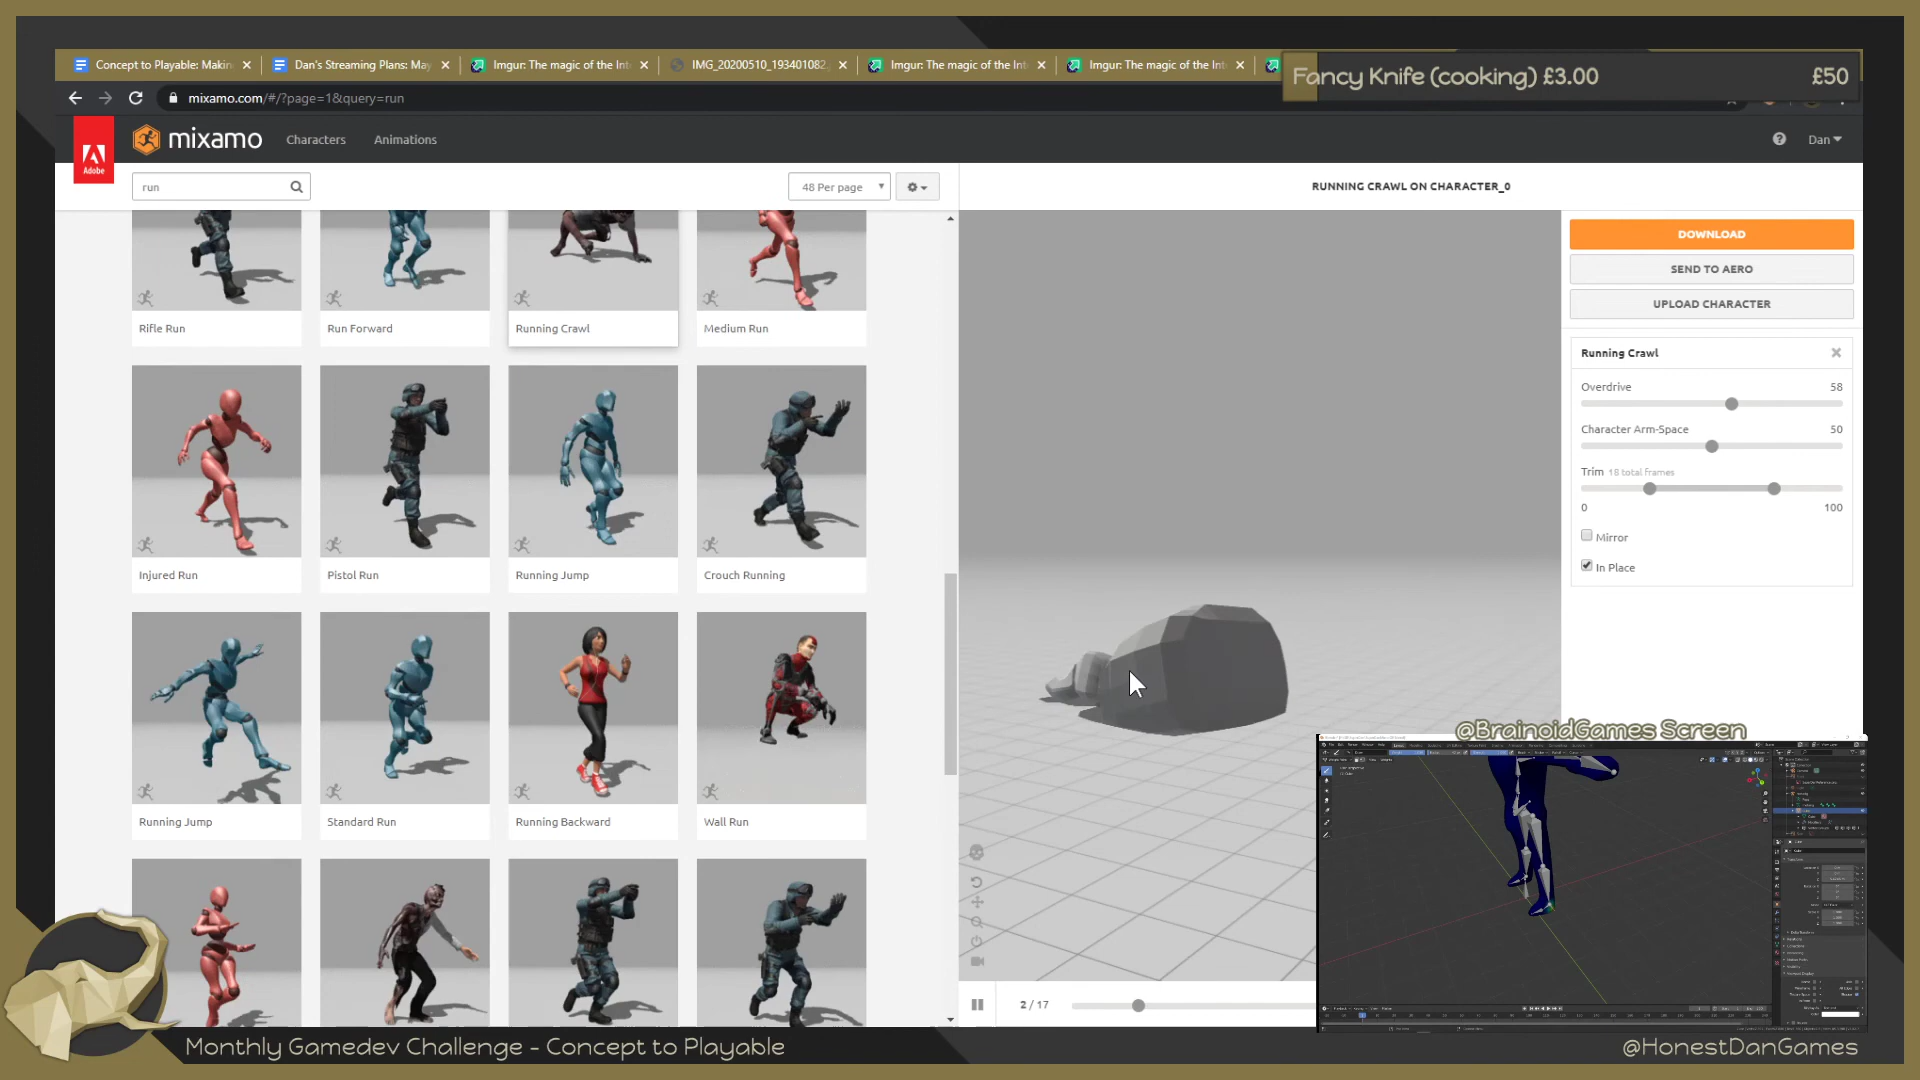 Concept to Playable: Makin
Dan's Streaming Plans: May
Imgur: The magic of the Int
IMG_20200510_193401082
Imgur: The magic of the Int
Imgur: The magic of the Int
Fancy Knife (cooking) £3.00
£50
mixamo.com/#/?page=1&query=run
Adobe
mixamo
Characters
Animations
Dan
run
48 Per page
RUNNING CRAWL ON CHARACTER_0
DOWNLOAD
SEND TO AERO
UPLOAD CHARACTER
Rifle Run
Run Forward
Running Crawl
Medium Run
Running Crawl
Overdrive
58
Character Arm-Space
50
Trim 18 total frames
0
100
Mirror
In Place
Injured Run
Pistol Run
Running Jump
Crouch Running
Running Jump
Standard Run
Running Backward
Wall Run
@BrainoidGames Screen
2 / 17
Monthly Gamedev Challenge - Concept to Playable
@HonestDanGames